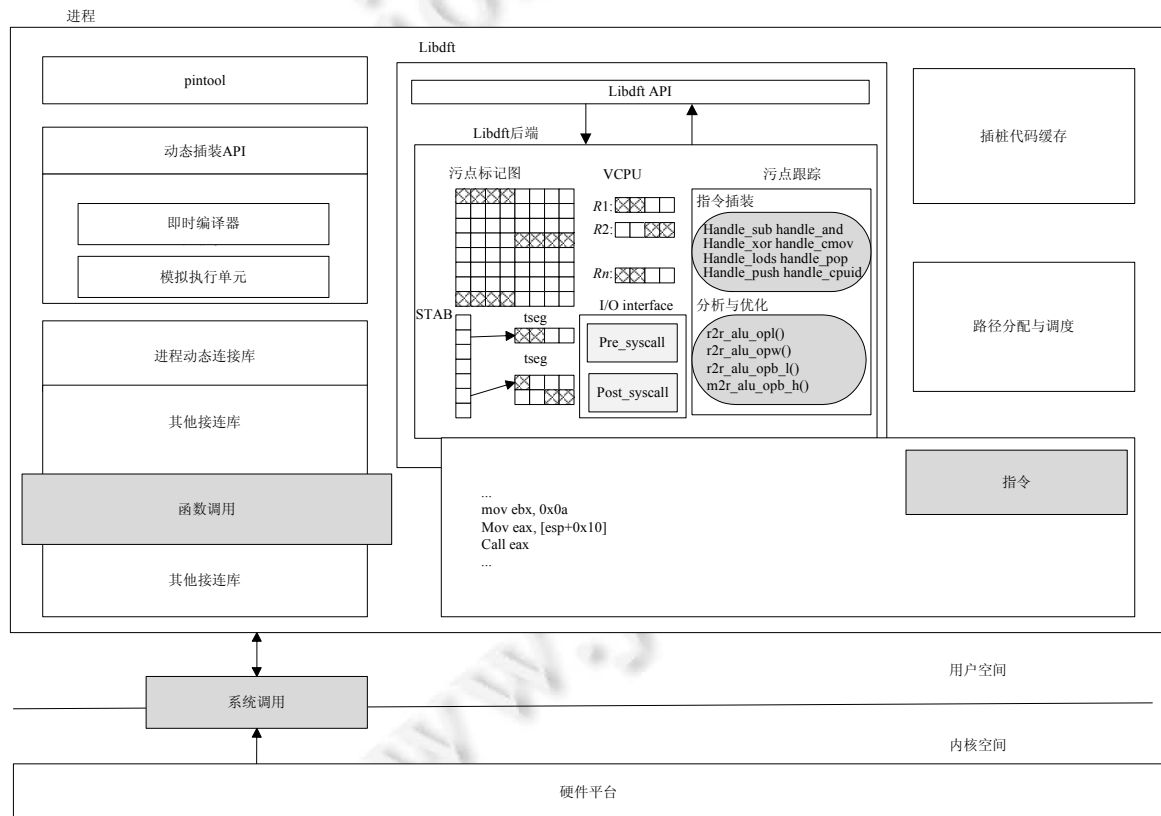 进程
pintool
动态插装API
即时编译器
模拟执行单元
进程动态连接库
其他接连库
函数调用
其他接连库
Libdft
Libdft API
Libdft后端
污点标记图
VCPU
污点跟踪
R1:
R2:
Rn:
STAB
tseg
tseg
I/O interface
Pre_syscall
Post_syscall
指令插装
Handle_sub handle_and
Handle_xor handle_cmov
Handle_lods handle_pop
Handle_push handle_cpuid
分析与优化
r2r_alu_opl()
r2r_alu_opw()
r2r_alu_opb_l()
m2r_alu_opb_h()
插桩代码缓存
路径分配与调度
...
mov ebx, 0x0a
Mov eax, [esp+0x10]
Call eax
...
指令
系统调用
用户空间
内核空间
硬件平台